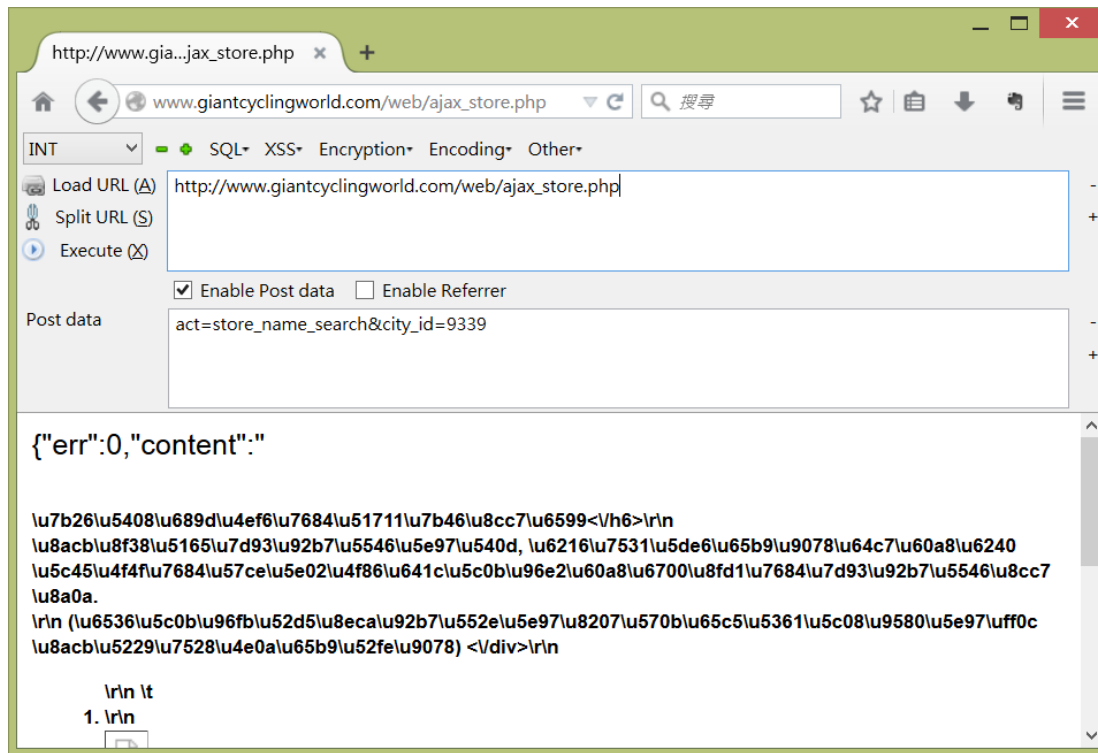 http://www.gia...jax_store.php
www.giantcyclingworld.com/web/ajax_store.php 搜尋
INT SQL XSS Encryption Encoding Other
Load URL (A) http://www.giantcyclingworld.com/web/ajax_store.php
Split URL (S)
Execute (X)
Enable Post data Enable Referrer
Post data act=store_name_search&city_id=9339
{"err":0,"content":"
\u7b26\u5408\u689d\u4ef6\u7684\u51711\u7b46\u8cc7\u6599<\/h6>\r\n
\u8acb\u8f38\u5165\u7d93\u92b7\u5546\u5e97\u540d, \u6216\u7531\u5de6\u65b9\u9078\u64c7\u60a8\u6240
\u5c45\u4f4f\u7684\u57ce\u5e02\u4f86\u641c\u5c0b\u96e2\u60a8\u6700\u8fd1\u7684\u7d93\u92b7\u5546\u8cc7
\u8a0a.
\r\n (\u6536\u5c0b\u96fb\u52d5\u8eca\u92b7\u552e\u5e97\u8207\u570b\u65c5\u5361\u5c08\u9580\u5e97\uff0c
\u8acb\u5229\u7528\u4e0a\u65b9\u52fe\u9078) <\/div>\r\n
\r\n \t
1. \r\n